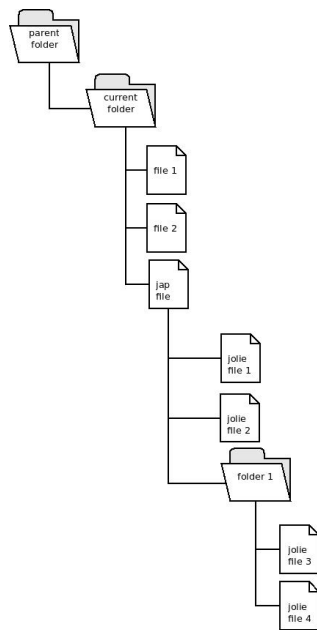 parent
folder
current
folder
file 1
file 2
jap
file
jolie
file 1
jolie
file 2
folder 1
jolie
file 3
jolie
file 4